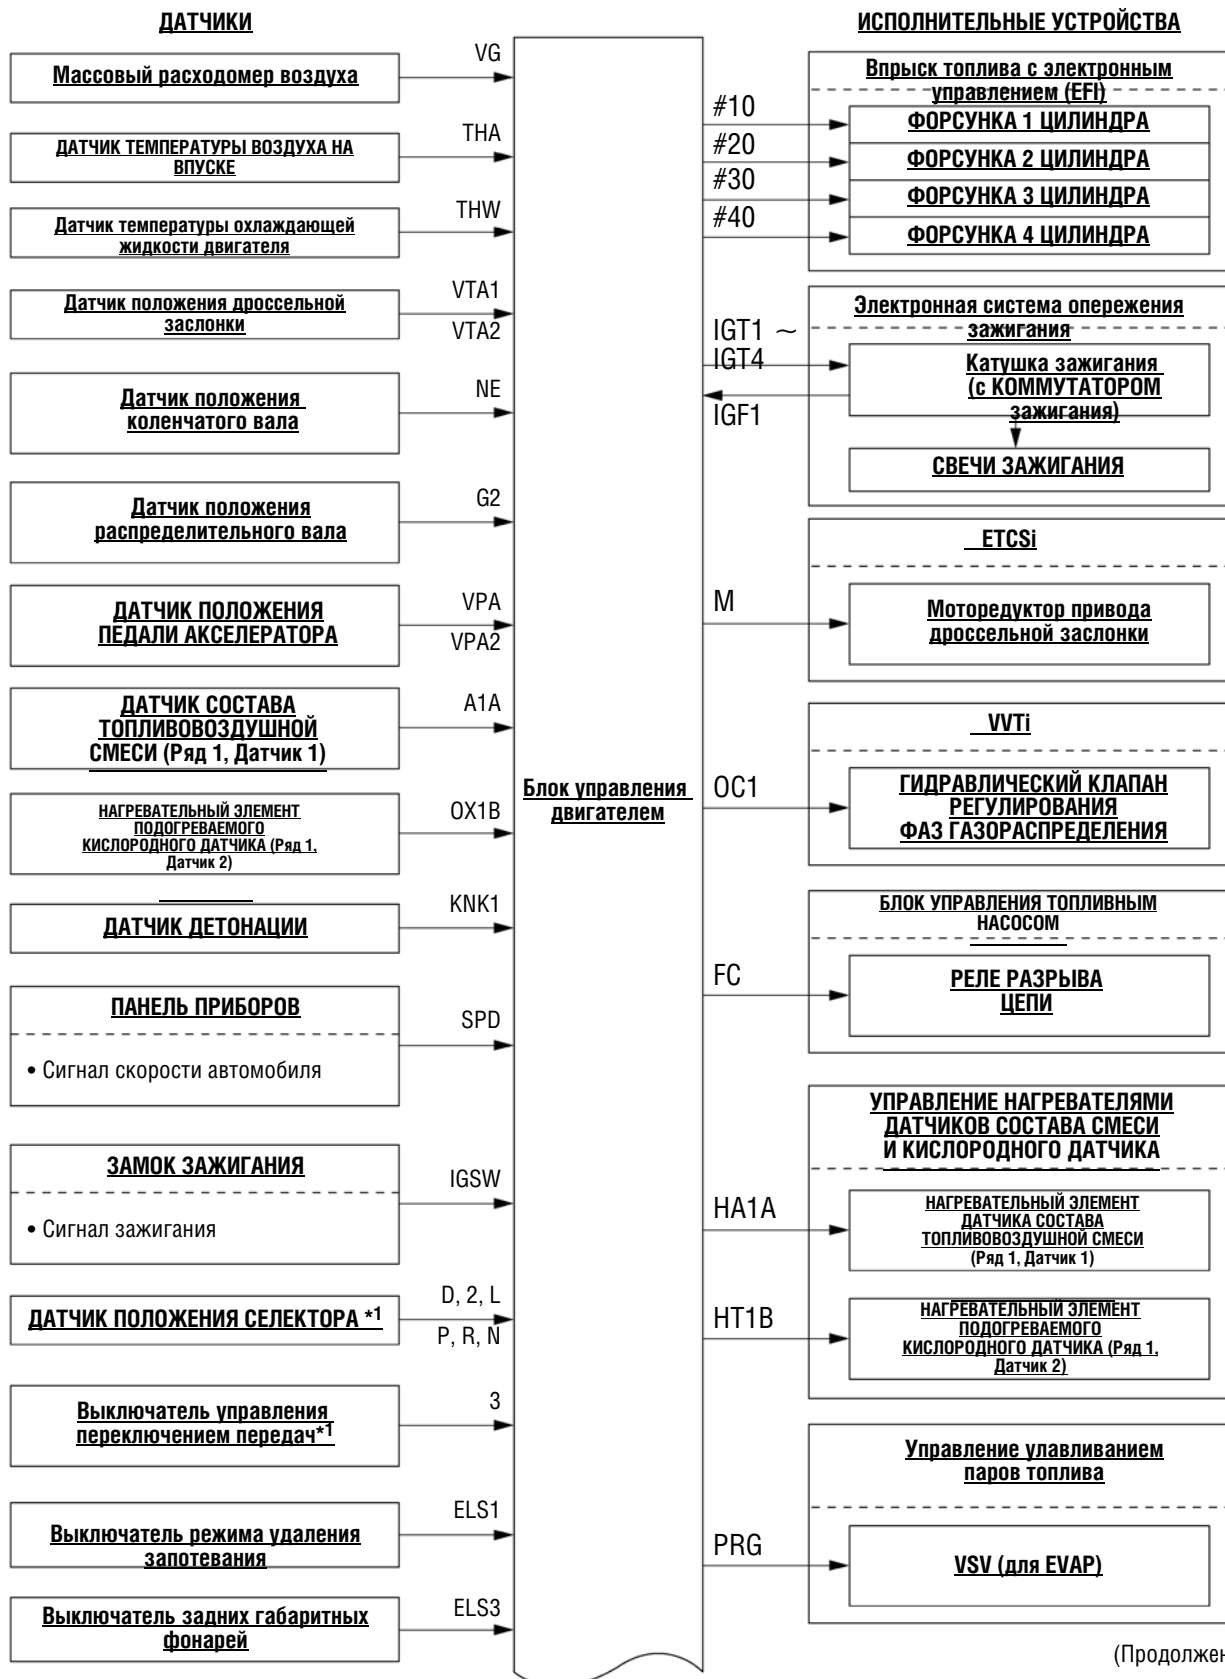 ДАТЧИКИ
Массовый расходомер воздуха
VG
ДАТЧИК ТЕМПЕРАТУРЫ ВОЗДУХА НА
ВПУСКЕ
THA
Датчик температуры охлаждающей
жидкости двигателя
THW
Датчик положения дроссельной
заслонки
VTA1
VTA2
Датчик положения
коленчатого вала
NE
Датчик положения
распределительного вала
G2
ДАТЧИК ПОЛОЖЕНИЯ
ПЕДАЛИ АКСЕЛЕРАТОРА
VPA
VPA2
ДАТЧИК СОСТАВА
ТОПЛИВОВОЗДУШНОЙ
СМЕСИ (Ряд 1, Датчик 1)
A1A
НАГРЕВАТЕЛЬНЫЙ ЭЛЕМЕНТ
ПОДОГРЕВАЕМОГО
КИСЛОРОДНОГО ДАТЧИКА (Ряд 1,
Датчик 2)
OX1B
ДАТЧИК ДЕТОНАЦИИ
KNK1
ПАНЕЛЬ ПРИБОРОВ
• Сигнал скорости автомобиля
SPD
ЗАМОК ЗАЖИГАНИЯ
• Сигнал зажигания
IGSW
ДАТЧИК ПОЛОЖЕНИЯ СЕЛЕКТОРА *1
D, 2, L
P, R, N
Выключатель управления
переключением передач*1
3
Выключатель режима удаления
запотевания
ELS1
Выключатель задних габаритных
фонарей
ELS3
Блок управления
двигателем
ИСПОЛНИТЕЛЬНЫЕ УСТРОЙСТВА
Впрыск топлива с электронным
управлением (EFI)
#10
ФОРСУНКА 1 ЦИЛИНДРА
#20
ФОРСУНКА 2 ЦИЛИНДРА
#30
ФОРСУНКА 3 ЦИЛИНДРА
#40
ФОРСУНКА 4 ЦИЛИНДРА
Электронная система опережения
зажигания
IGT1 ~
IGT4
IGF1
Катушка зажигания
(с КОММУТАТОРОМ
зажигания)
СВЕЧИ ЗАЖИГАНИЯ
ETCSi
M
Моторедуктор привода
дроссельной заслонки
VVTi
OC1
ГИДРАВЛИЧЕСКИЙ КЛАПАН
РЕГУЛИРОВАНИЯ
ФАЗ ГАЗОРАСПРЕДЕЛЕНИЯ
БЛОК УПРАВЛЕНИЯ ТОПЛИВНЫМ
НАСОСОМ
FC
РЕЛЕ РАЗРЫВА
ЦЕПИ
УПРАВЛЕНИЕ НАГРЕВАТЕЛЯМИ
ДАТЧИКОВ СОСТАВА СМЕСИ
И КИСЛОРОДНОГО ДАТЧИКА
HA1A
НАГРЕВАТЕЛЬНЫЙ ЭЛЕМЕНТ
ДАТЧИКА СОСТАВА
ТОПЛИВОВОЗДУШНОЙ СМЕСИ
(Ряд 1, Датчик 1)
HT1B
НАГРЕВАТЕЛЬНЫЙ ЭЛЕМЕНТ
ПОДОГРЕВАЕМОГО
КИСЛОРОДНОГО ДАТЧИКА (Ряд 1,
Датчик 2)
Управление улавливанием
паров топлива
PRG
VSV (для EVAP)
(Продолжен